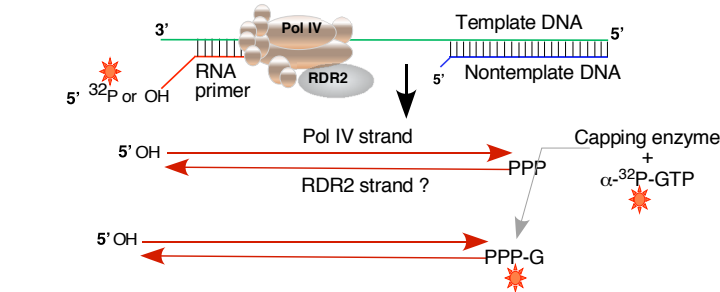 3’
Pol IV
Template DNA
5’
RDR2
RNA
primer
5’
Nontemplate DNA
5’ ³²P or OH
Pol IV strand
5’ OH
PPP
RDR2 strand ?
Capping enzyme
+
α-³²P-GTP
5’ OH
PPP-G